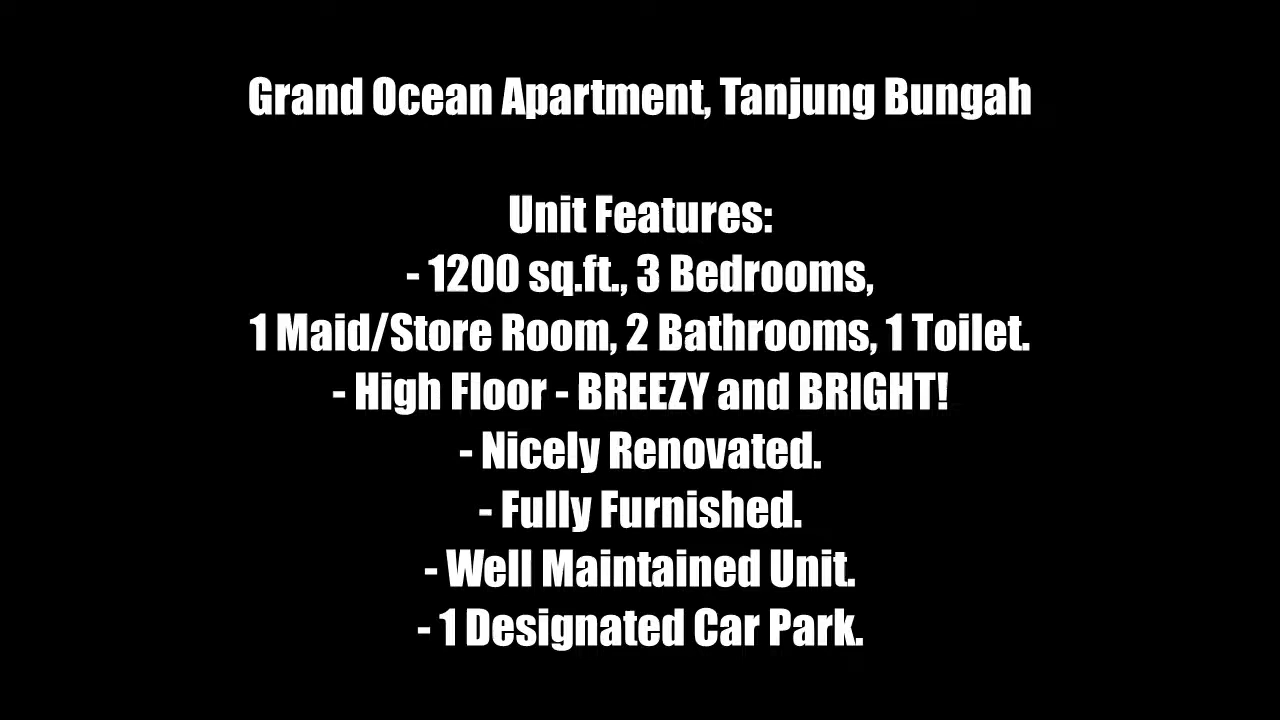 Grand Ocean Apartment, Tanjung Bungah
Unit Features:
- 1200 sq.ft., 3 Bedrooms,
1 Maid/Store Room, 2 Bathrooms, 1 Toilet.
- High Floor - BREEZY and BRIGHT!
- Nicely Renovated.
- Fully Furnished.
- Well Maintained Unit.
- 1 Designated Car Park.